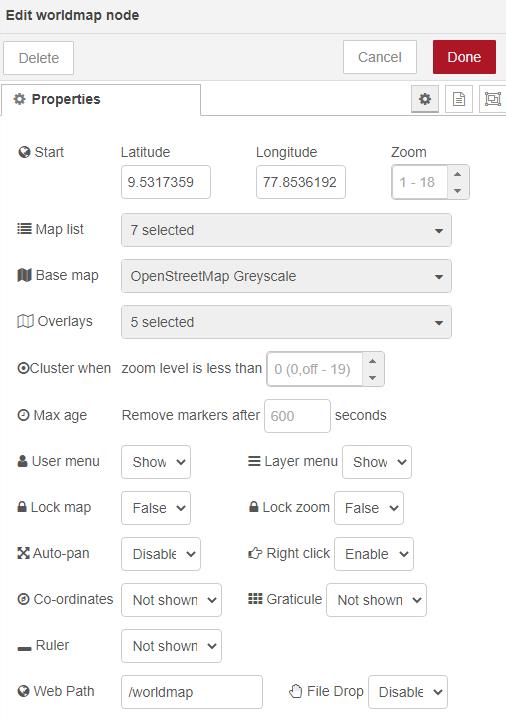 Edit worldmap node
Delete Cancel Done
Properties
Start Latitude Longitude Zoom
9.5317359 77.8536192 1 - 18
Map list 7 selected
Base map OpenStreetMap Greyscale
Overlays 5 selected
Cluster when zoom level is less than 0 (0,off - 19)
Max age Remove markers after 600 seconds
User menu Show Layer menu Show
Lock map False Lock zoom False
Auto-pan Disable Right click Enable
Co-ordinates Not shown Graticule Not shown
Ruler Not shown
Web Path /worldmap File Drop Disable